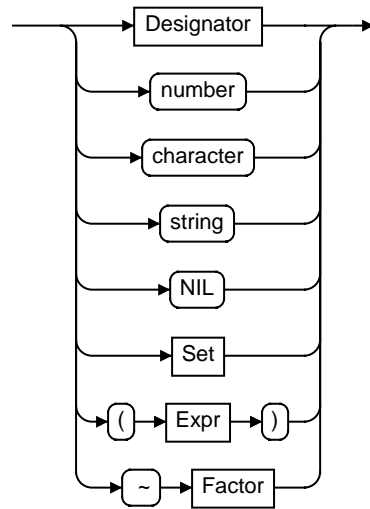 Designator
number
character
string
NIL
Set
( Expr )
~ Factor